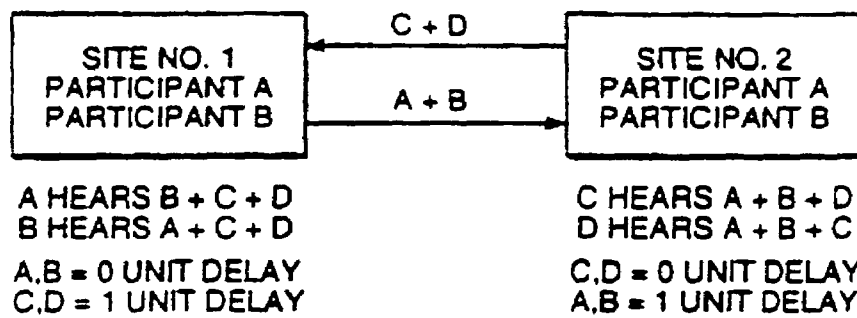 C + D
SITE NO. 1
PARTICIPANT A
PARTICIPANT B
A + B
SITE NO. 2
PARTICIPANT A
PARTICIPANT B
A HEARS B + C + D
B HEARS A + C + D
A,B = 0 UNIT DELAY
C,D = 1 UNIT DELAY
C HEARS A + B + D
D HEARS A + B + C
C,D = 0 UNIT DELAY
A,B = 1 UNIT DELAY